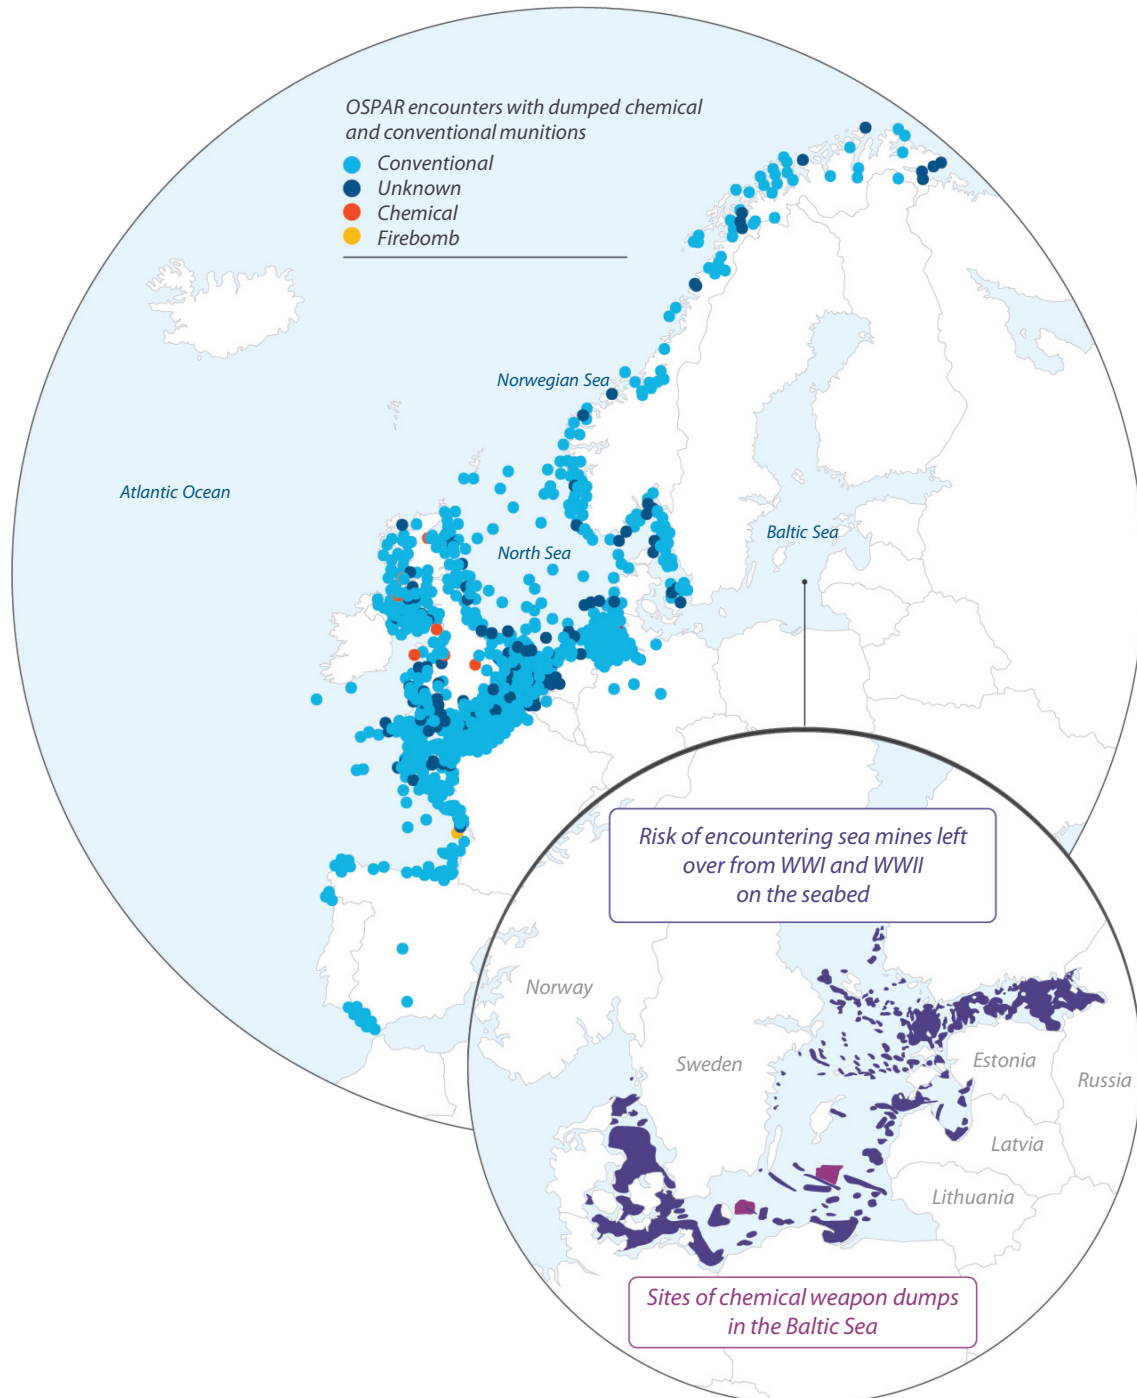 OSPAR encounters with dumped chemical
and conventional munitions
Conventional
Unknown
Chemical
Firebomb
Norwegian Sea
Atlantic Ocean
North Sea
Baltic Sea
Risk of encountering sea mines left
over from WWI and WWII
on the seabed
Norway
Sweden
Estonia
Russia
Latvia
Lithuania
Sites of chemical weapon dumps
in the Baltic Sea